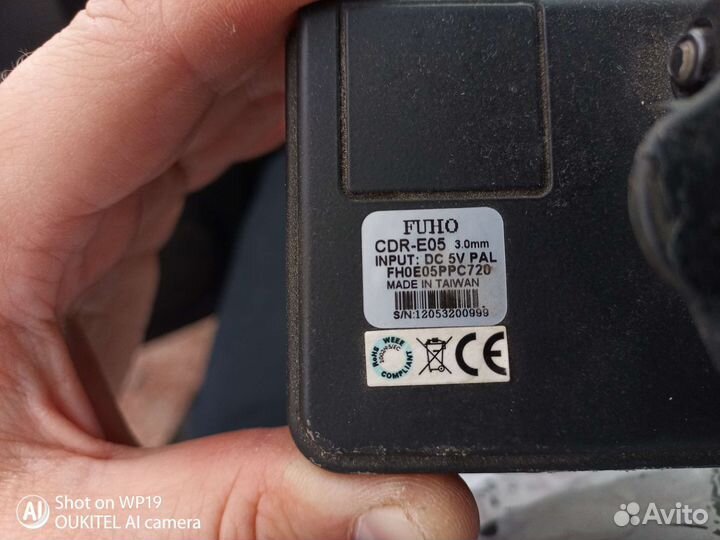 FUHO
CDR-E05 3.0mm
INPUT: DC 5V PAL
FH0E05PPC720
MADE IN TAIWAN
S/N:12053200999
RoHS WEEE COMPLIANT
CE
Shot on WP19
OUKITEL AI camera
Avito